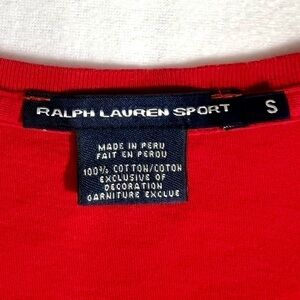 RALPH LAUREN SPORT S
MADE IN PERU
FAIT EN PEROU
100% COTTON/COTON
EXCLUSIVE OF
DECORATION
GARNITURE EXCLUE